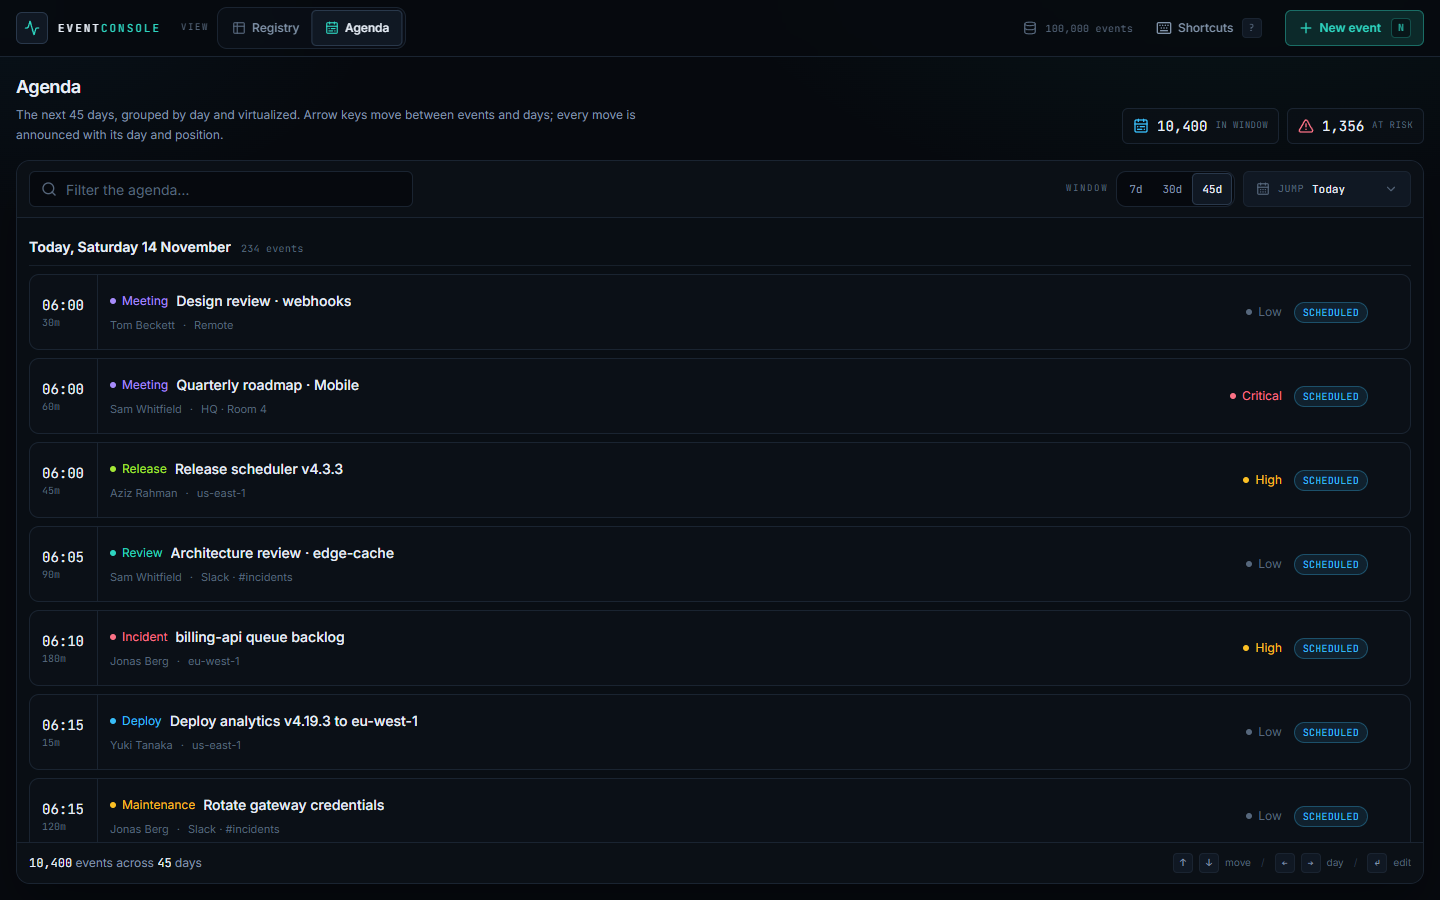 EVENTCONSOLE VIEW Registry Agenda 100,000 events Shortcuts ? + New event N
Agenda
The next 45 days, grouped by day and virtualized. Arrow keys move between events and days; every move is
announced with its day and position.
10,400 IN WINDOW 1,356 AT RISK
Filter the agenda... WINDOW 7d 30d 45d JUMP Today
Today, Saturday 14 November 234 events
06:00 Meeting Design review · webhooks
30m Tom Beckett · Remote Low SCHEDULED
06:00 Meeting Quarterly roadmap · Mobile
60m Sam Whitfield · HQ · Room 4 Critical SCHEDULED
06:00 Release Release scheduler v4.3.3
45m Aziz Rahman · us-east-1 High SCHEDULED
06:05 Review Architecture review · edge-cache
90m Sam Whitfield · Slack · #incidents Low SCHEDULED
06:10 Incident billing-api queue backlog
180m Jonas Berg · eu-west-1 High SCHEDULED
06:15 Deploy Deploy analytics v4.19.3 to eu-west-1
15m Yuki Tanaka · us-east-1 Low SCHEDULED
06:15 Maintenance Rotate gateway credentials
120m Jonas Berg · Slack · #incidents Low SCHEDULED
10,400 events across 45 days ↑ ↓ move / ← → day / ↵ edit